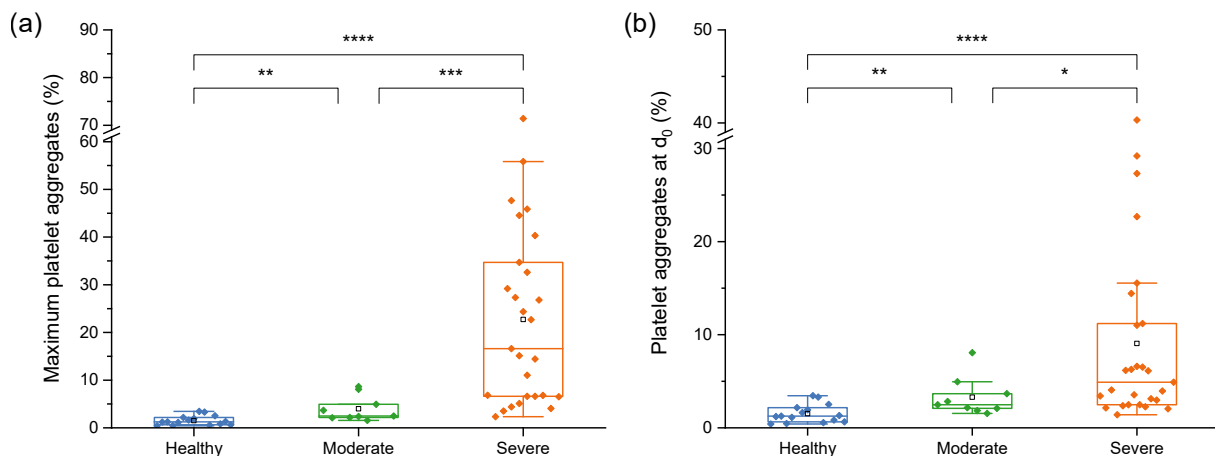 (a)
Maximum platelet aggregates (%)
90
80
70
60
50
40
30
20
10
0
****
**
***
Healthy
Moderate
Severe
(b)
Platelet aggregates at d0 (%)
50
40
30
20
10
0
****
**
*
Healthy
Moderate
Severe